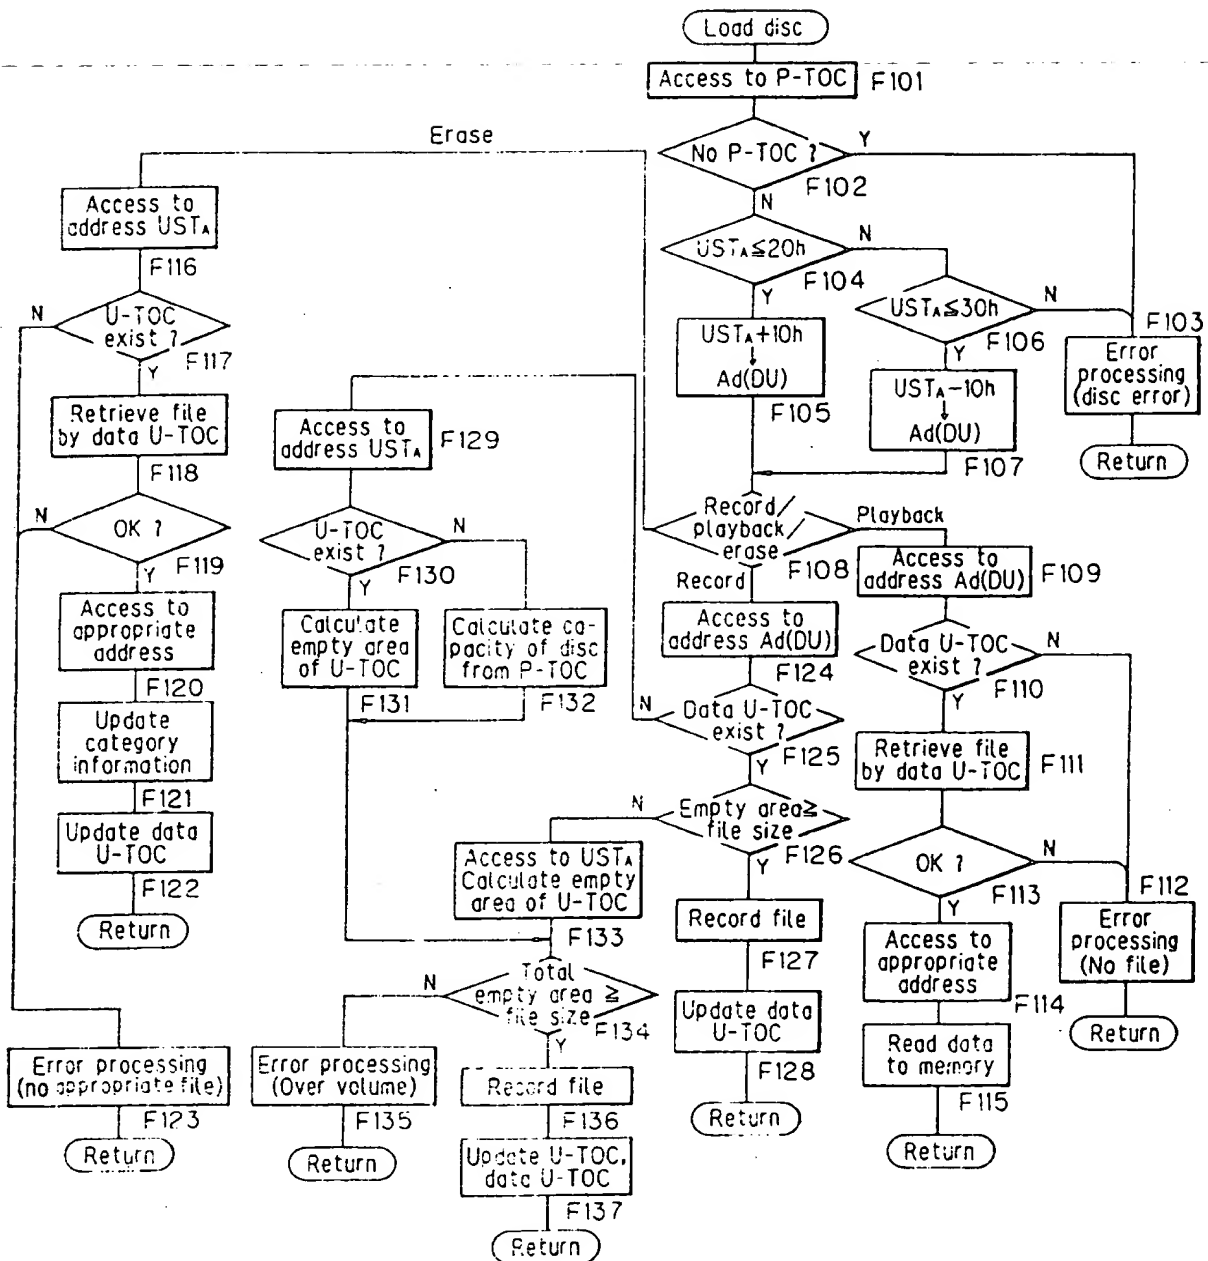 Load disc
Access to P-TOC
F101
No P-TOC ?
Y
F102
N
USTA≦20h
N
F104
Y
USTA+10h
↓
Ad(DU)
F105
USTA≦30h
N
F106
Y
USTA-10h
↓
Ad(DU)
F107
F103
Error
processing
(disc error)
Return
Record/
playback/
erase
F108
Erase
Playback
Record
Access to
address USTA
F116
U-TOC
exist ?
N
F117
Y
Retrieve file
by data U-TOC
F118
OK ?
N
F119
Y
Access to
appropriate
address
F120
Update
category
information
F121
Update data
U-TOC
F122
Return
Error processing
(no appropriate file)
F123
Return
Access to
address USTA
F129
U-TOC
exist ?
N
F130
Y
Calculate
empty area
of U-TOC
F131
Calculate ca-
pacity of disc
from P-TOC
F132
Access to
address Ad(DU)
F124
Data U-TOC
exist ?
N
F125
Y
Empty area≧
file size
N
F126
Y
Record file
F127
Update data
U-TOC
F128
Return
Access to USTA
Calculate empty
area of U-TOC
F133
Total
empty area ≧
file size
N
F134
Y
Error processing
(Over volume)
F135
Return
Record file
F136
Update U-TOC,
data U-TOC
F137
Return
Access to
address Ad(DU)
F109
Data U-TOC
exist ?
N
F110
Y
Retrieve file
by data U-TOC
F111
OK ?
N
F113
Y
F112
Error
processing
(No file)
Return
Access to
appropriate
address
F114
Read data
to memory
F115
Return